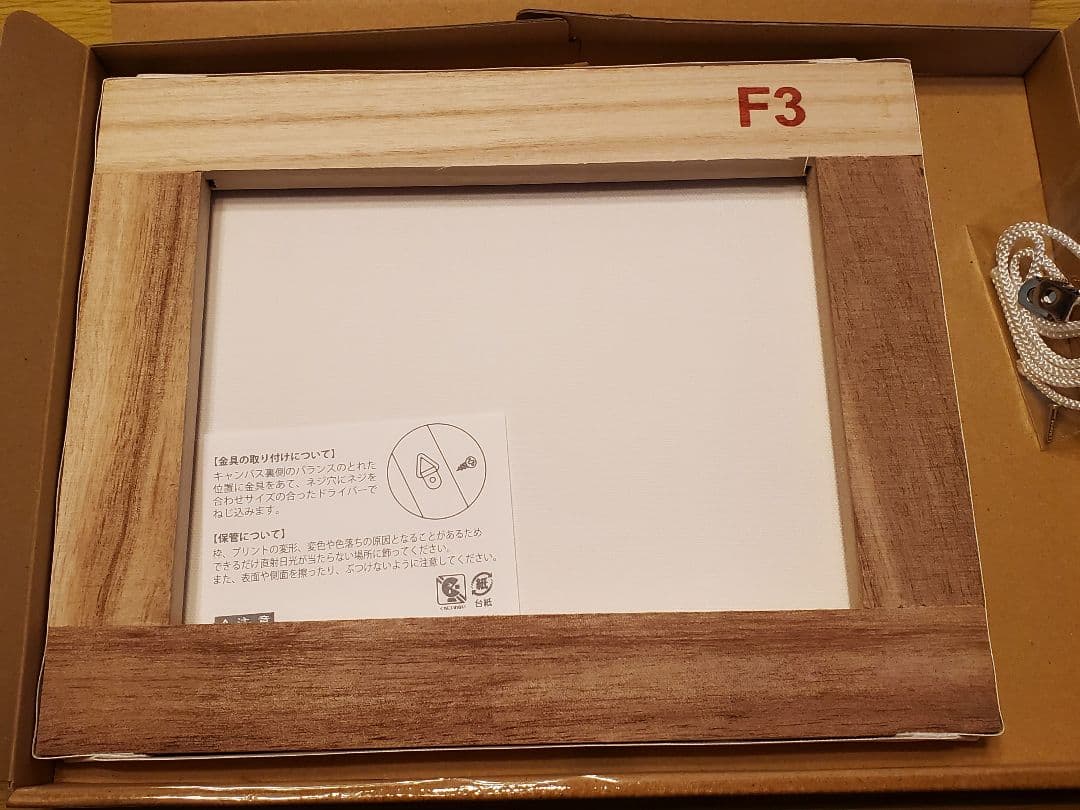 F3
【金具の取り付けについて】
キャンバス裏側のバランスのとれた
位置に金具をあて、ネジ穴にネジを
合わせサイズの合ったドライバーで
ねじ込みます。
【保管について】
枠、プリントの変形、変色や色落ちの原因となることがあるため
できるだけ直射日光が当たらない場所に飾ってください。
また、表面や側面を擦ったり、ぶつけないように注意してください。
紙
台紙
注 意